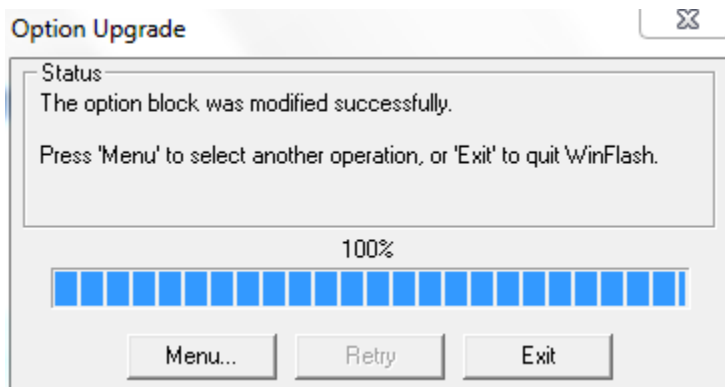 Option Upgrade
Status
The option block was modified successfully.
Press 'Menu' to select another operation, or 'Exit' to quit WinFlash.
100%
Menu... Retry Exit